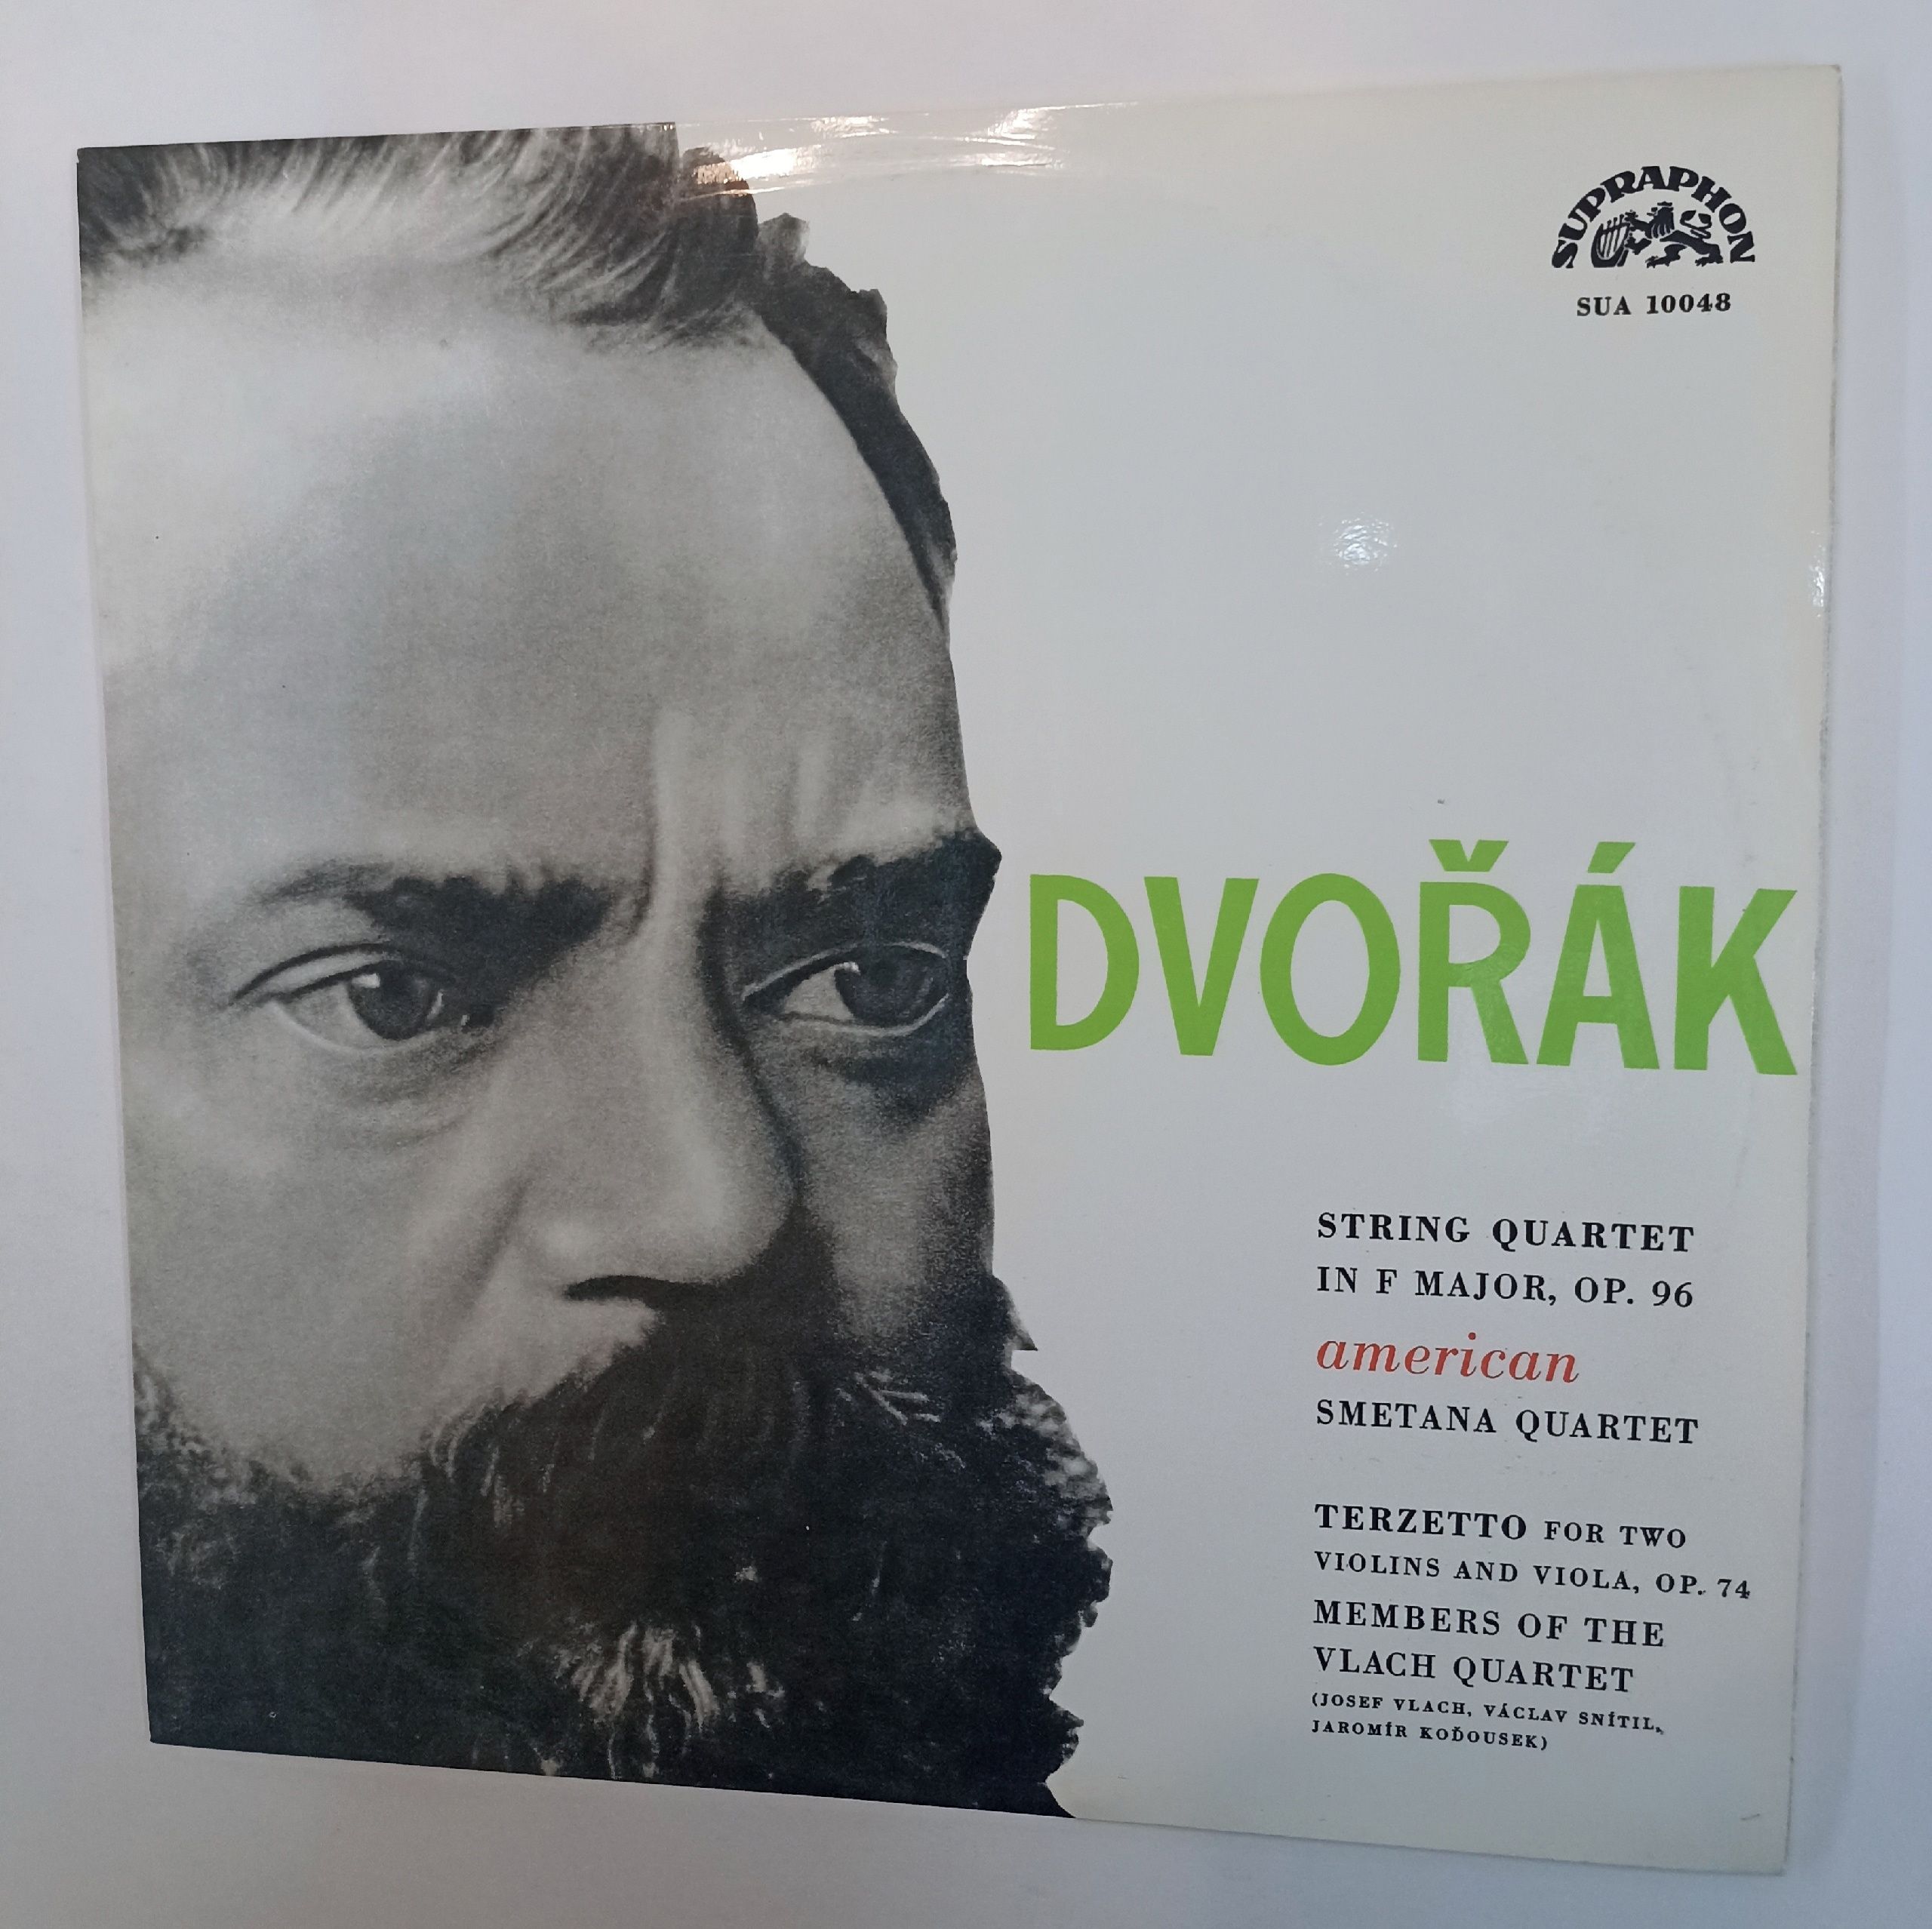 SUPRAPHON
SUA 10048
DVOŘÁK
STRING QUARTET
IN F MAJOR, OP. 96
american
SMETANA QUARTET
TERZETTO FOR TWO
VIOLINS AND VIOLA, OP. 74
MEMBERS OF THE
VLACH QUARTET
(JOSEF VLACH, VÁCLAV SNÍTIL,
JAROMÍR KOĎOUSEK)